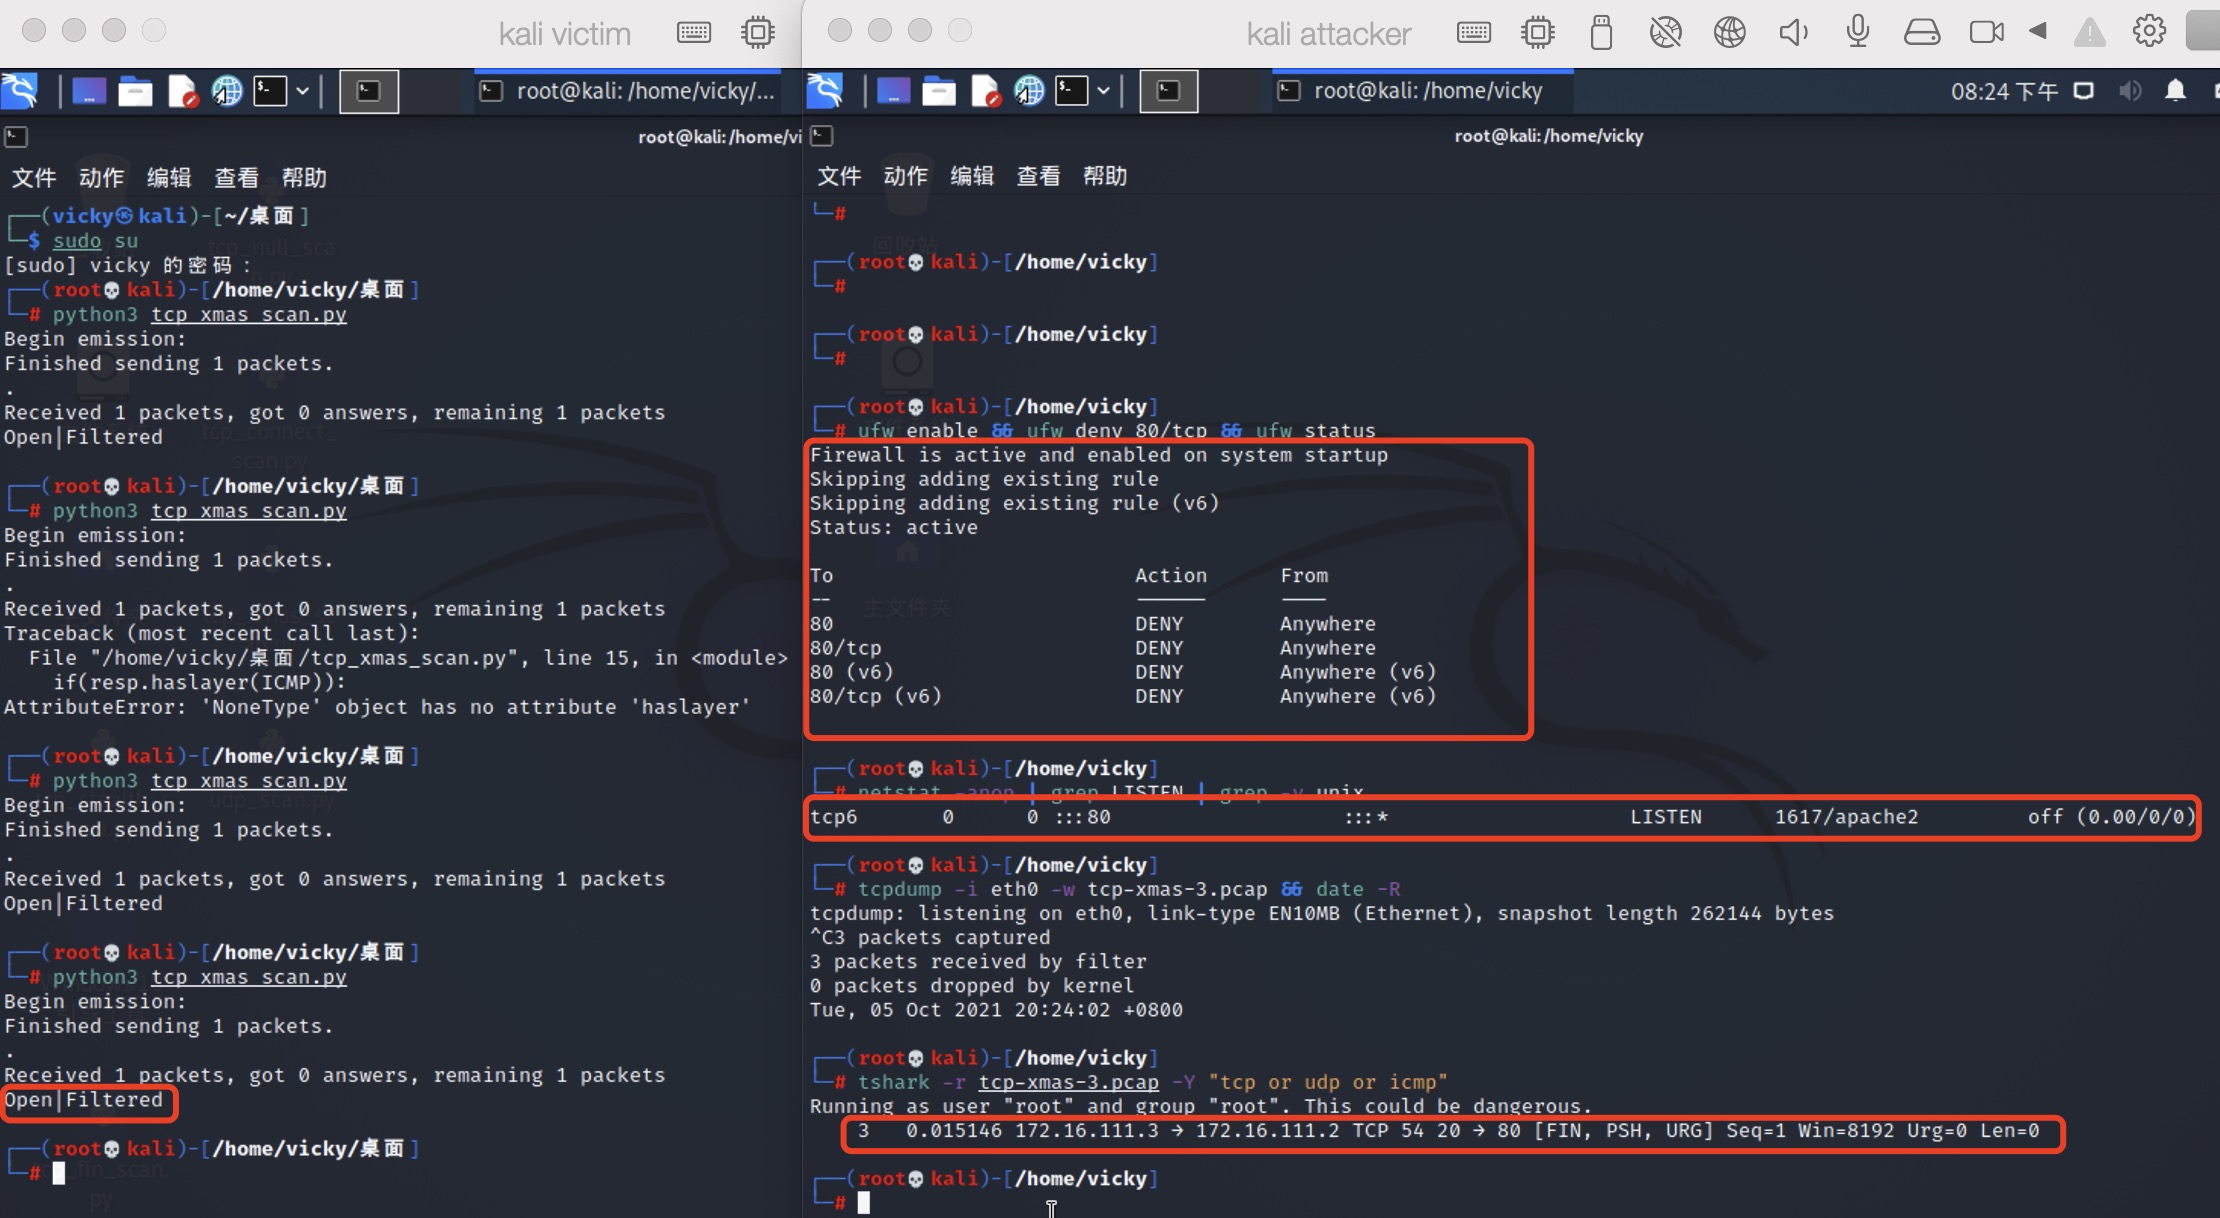 kali victim
root@kali: /home/vicky/...
root@kali: /home/vi
文件 动作 编辑 查看 帮助
┌──(vicky㉿kali)-[~/桌面]
└─$ sudo su
[sudo] vicky 的密码：
┌──(root💀kali)-[/home/vicky/桌面]
└─# python3 tcp_xmas_scan.py
Begin emission:
Finished sending 1 packets.
.
Received 1 packets, got 0 answers, remaining 1 packets
Open|Filtered
┌──(root💀kali)-[/home/vicky/桌面]
└─# python3 tcp_xmas_scan.py
Begin emission:
Finished sending 1 packets.
.
Received 1 packets, got 0 answers, remaining 1 packets
Traceback (most recent call last):
File "/home/vicky/桌面/tcp_xmas_scan.py", line 15, in <module>
if(resp.haslayer(ICMP)):
AttributeError: 'NoneType' object has no attribute 'haslayer'
┌──(root💀kali)-[/home/vicky/桌面]
└─# python3 tcp_xmas_scan.py
Begin emission:
Finished sending 1 packets.
.
Received 1 packets, got 0 answers, remaining 1 packets
Open|Filtered
┌──(root💀kali)-[/home/vicky/桌面]
└─# python3 tcp_xmas_scan.py
Begin emission:
Finished sending 1 packets.
.
Received 1 packets, got 0 answers, remaining 1 packets
Open|Filtered
┌──(root💀kali)-[/home/vicky/桌面]
└─#
kali attacker
root@kali: /home/vicky
08:24 下午
root@kali: /home/vicky
文件 动作 编辑 查看 帮助
└─#
┌──(root💀kali)-[/home/vicky]
└─#
┌──(root💀kali)-[/home/vicky]
└─#
┌──(root💀kali)-[/home/vicky]
└─# ufw enable && ufw deny 80/tcp && ufw status
Firewall is active and enabled on system startup
Skipping adding existing rule
Skipping adding existing rule (v6)
Status: active
To Action From
-- ------ ----
80 DENY Anywhere
80/tcp DENY Anywhere
80 (v6) DENY Anywhere (v6)
80/tcp (v6) DENY Anywhere (v6)
┌──(root💀kali)-[/home/vicky]
└─# netstat -anop | grep LISTEN | grep -v unix
tcp6 0 0 :::80 :::* LISTEN 1617/apache2 off (0.00/0/0)
┌──(root💀kali)-[/home/vicky]
└─# tcpdump -i eth0 -w tcp-xmas-3.pcap && date -R
tcpdump: listening on eth0, link-type EN10MB (Ethernet), snapshot length 262144 bytes
^C3 packets captured
3 packets received by filter
0 packets dropped by kernel
Tue, 05 Oct 2021 20:24:02 +0800
┌──(root💀kali)-[/home/vicky]
└─# tshark -r tcp-xmas-3.pcap -Y "tcp or udp or icmp"
Running as user "root" and group "root". This could be dangerous.
3 0.015146 172.16.111.3 → 172.16.111.2 TCP 54 20 → 80 [FIN, PSH, URG] Seq=1 Win=8192 Urg=0 Len=0
┌──(root💀kali)-[/home/vicky]
└─#